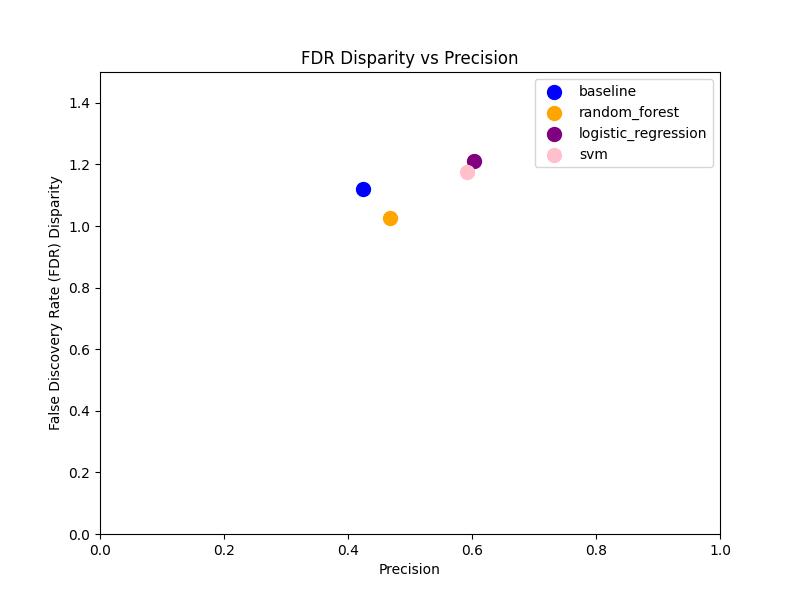 FDR Disparity vs Precision
baseline
random_forest
logistic_regression
svm
False Discovery Rate (FDR) Disparity
1.4
1.2
1.0
0.8
0.6
0.4
0.2
0.0
0.0 0.2 0.4 0.6 0.8 1.0
Precision